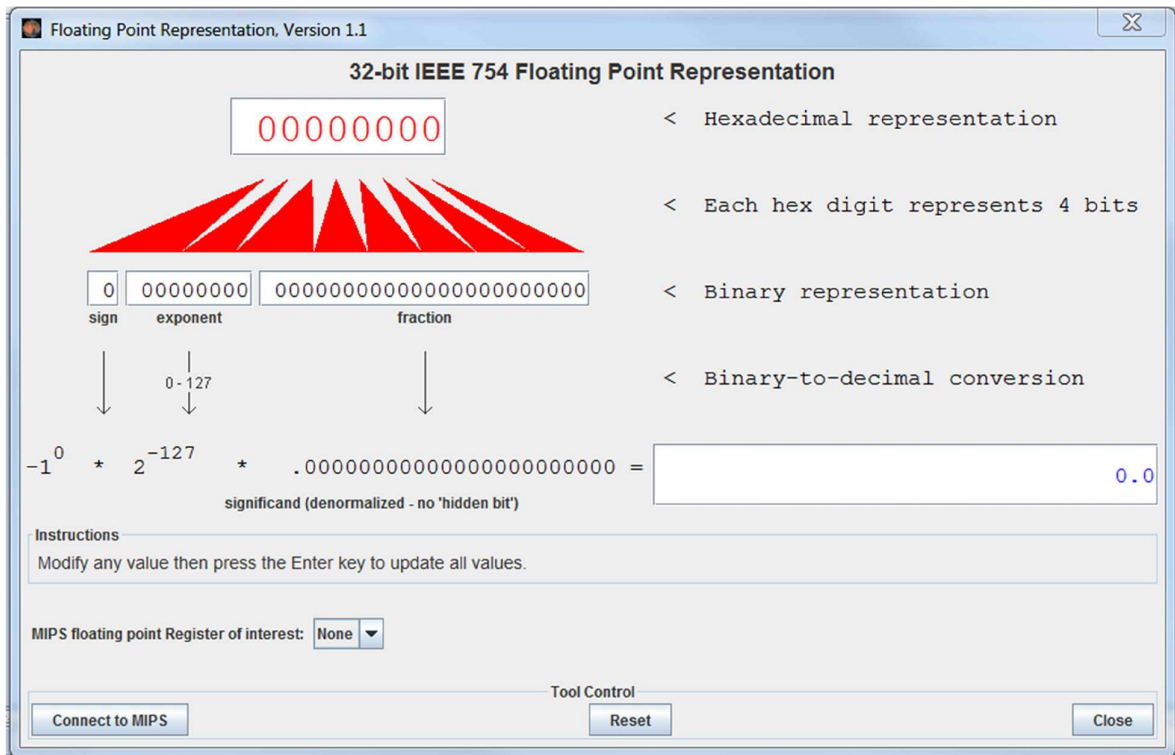 Floating Point Representation, Version 1.1
X
32-bit IEEE 754 Floating Point Representation
00000000 < Hexadecimal representation
< Each hex digit represents 4 bits
0 00000000 00000000000000000000000 < Binary representation
sign exponent fraction
0 - 127 < Binary-to-decimal conversion
-1^0 * 2^-127 * .00000000000000000000000 = 0.0
significand (denormalized - no 'hidden bit')
Instructions
Modify any value then press the Enter key to update all values.
MIPS floating point Register of interest: None
Tool Control
Connect to MIPS Reset Close